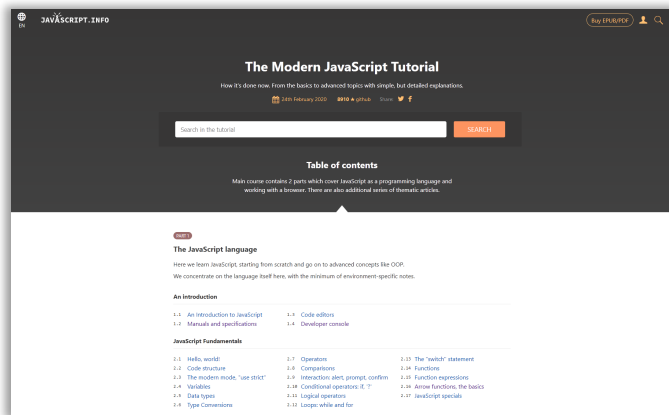 EN
JAVASCRIPT.INFO
Buy EPUB/PDF
The Modern JavaScript Tutorial
How it's done now. From the basics to advanced topics with simple, but detailed explanations.
24th February 2020 8910 ★ github Share
Search in the tutorial
SEARCH
Table of contents
Main course contains 2 parts which cover JavaScript as a programming language and
working with a browser. There are also additional series of thematic articles.
PART 1
The JavaScript language
Here we learn JavaScript, starting from scratch and go on to advanced concepts like OOP.
We concentrate on the language itself here, with the minimum of environment-specific notes.
An introduction
1.1 An Introduction to JavaScript
1.2 Manuals and specifications
1.3 Code editors
1.4 Developer console
JavaScript Fundamentals
2.1 Hello, world!
2.2 Code structure
2.3 The modern mode, "use strict"
2.4 Variables
2.5 Data types
2.6 Type Conversions
2.7 Operators
2.8 Comparisons
2.9 Interaction: alert, prompt, confirm
2.10 Conditional operators: if, '?'
2.11 Logical operators
2.12 Loops: while and for
2.13 The "switch" statement
2.14 Functions
2.15 Function expressions
2.16 Arrow functions, the basics
2.17 JavaScript specials